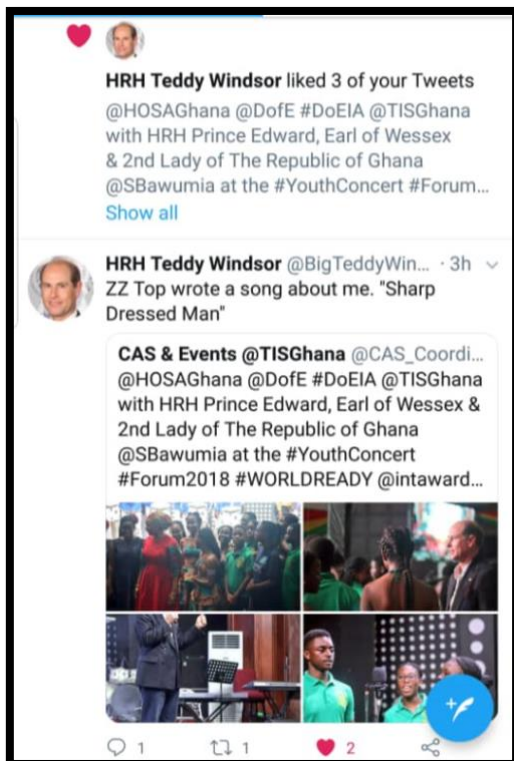 HRH Teddy Windsor liked 3 of your Tweets
@HOSAGhana @DofE #DoEIA @TISGhana
with HRH Prince Edward, Earl of Wessex
& 2nd Lady of The Republic of Ghana
@SBawumia at the #YouthConcert #Forum...
Show all
HRH Teddy Windsor @BigTeddyWin... · 3h
ZZ Top wrote a song about me. "Sharp
Dressed Man"
CAS & Events @TISGhana @CAS_Coordi...
@HOSAGhana @DofE #DoEIA @TISGhana
with HRH Prince Edward, Earl of Wessex &
2nd Lady of The Republic of Ghana
@SBawumia at the #YouthConcert
#Forum2018 #WORLDREADY @intaward...
1 1 2